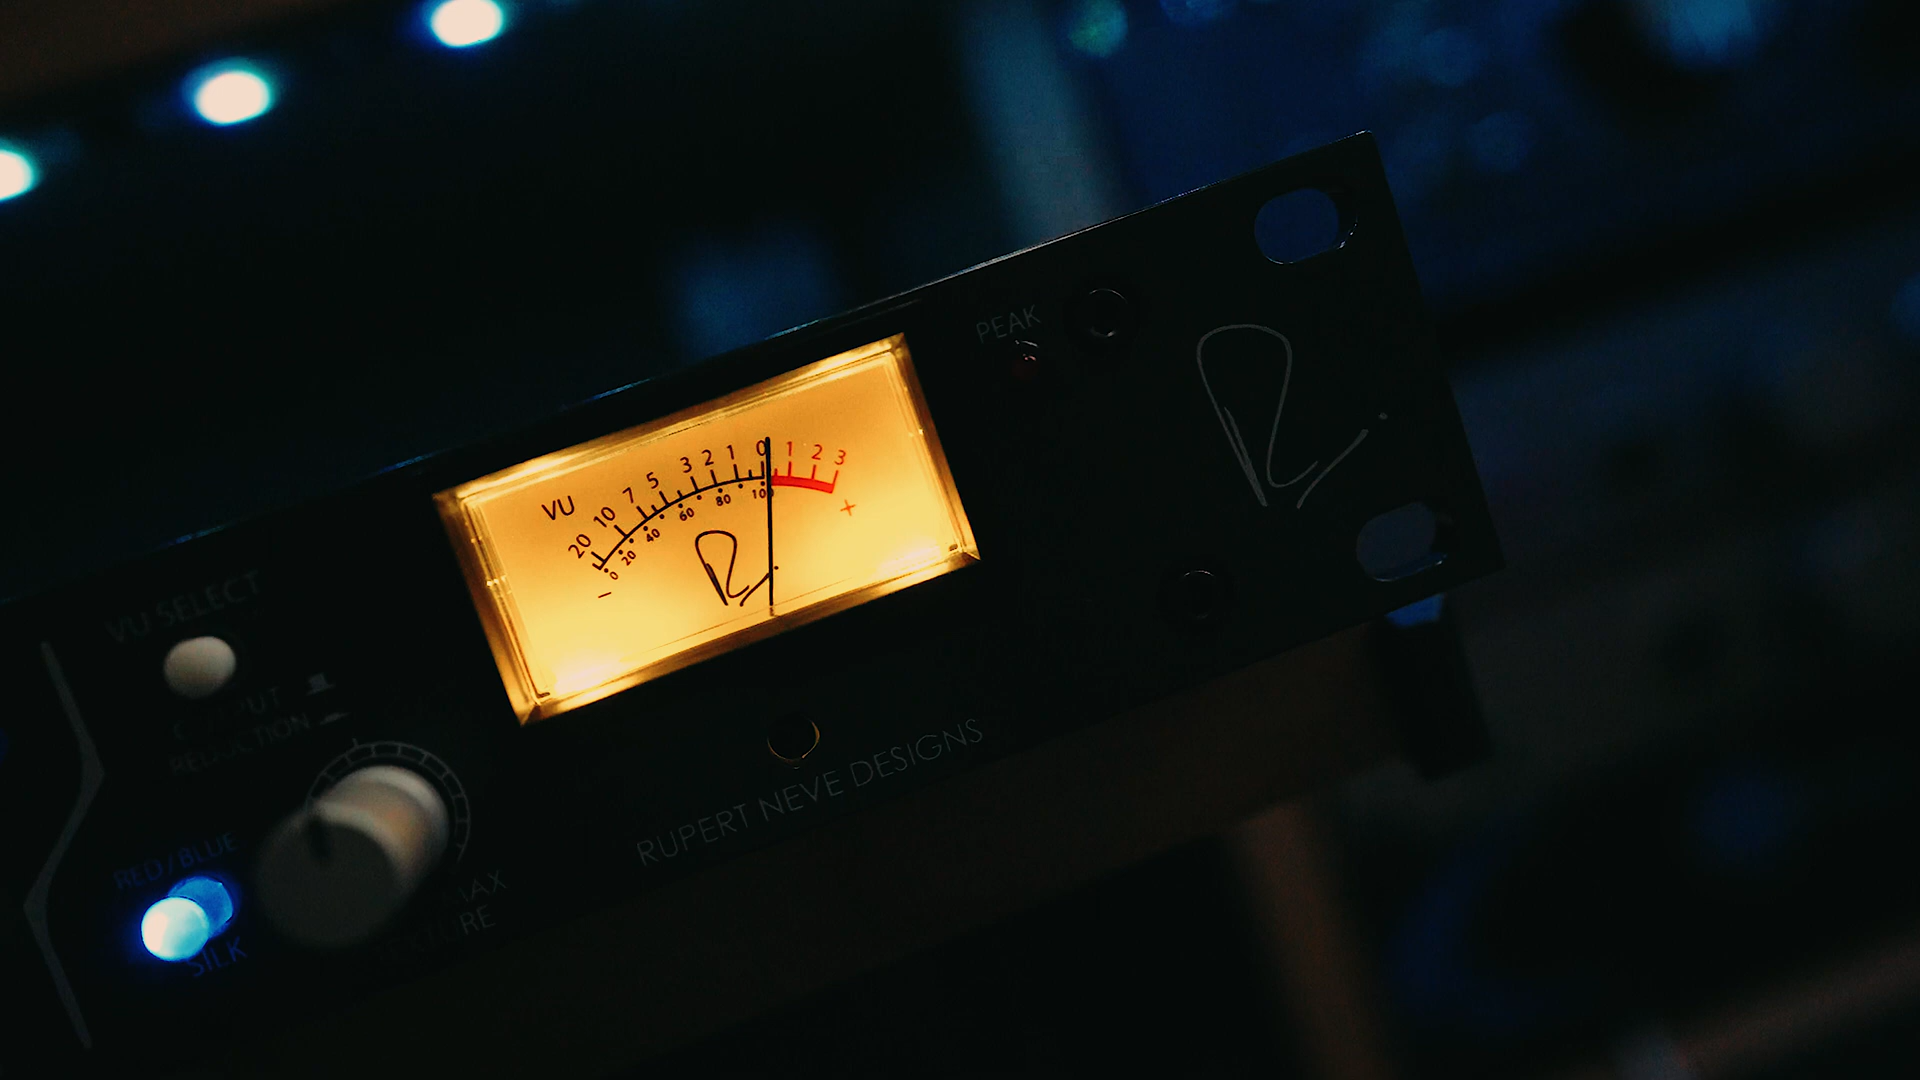 PEAK
VU
20 10 7 5 3 2 1 0 1 2 3
0 20 40 60 80 100
- +
VU SELECT
REDUCTION
RED/BLUE
SILK
RUPERT NEVE DESIGNS